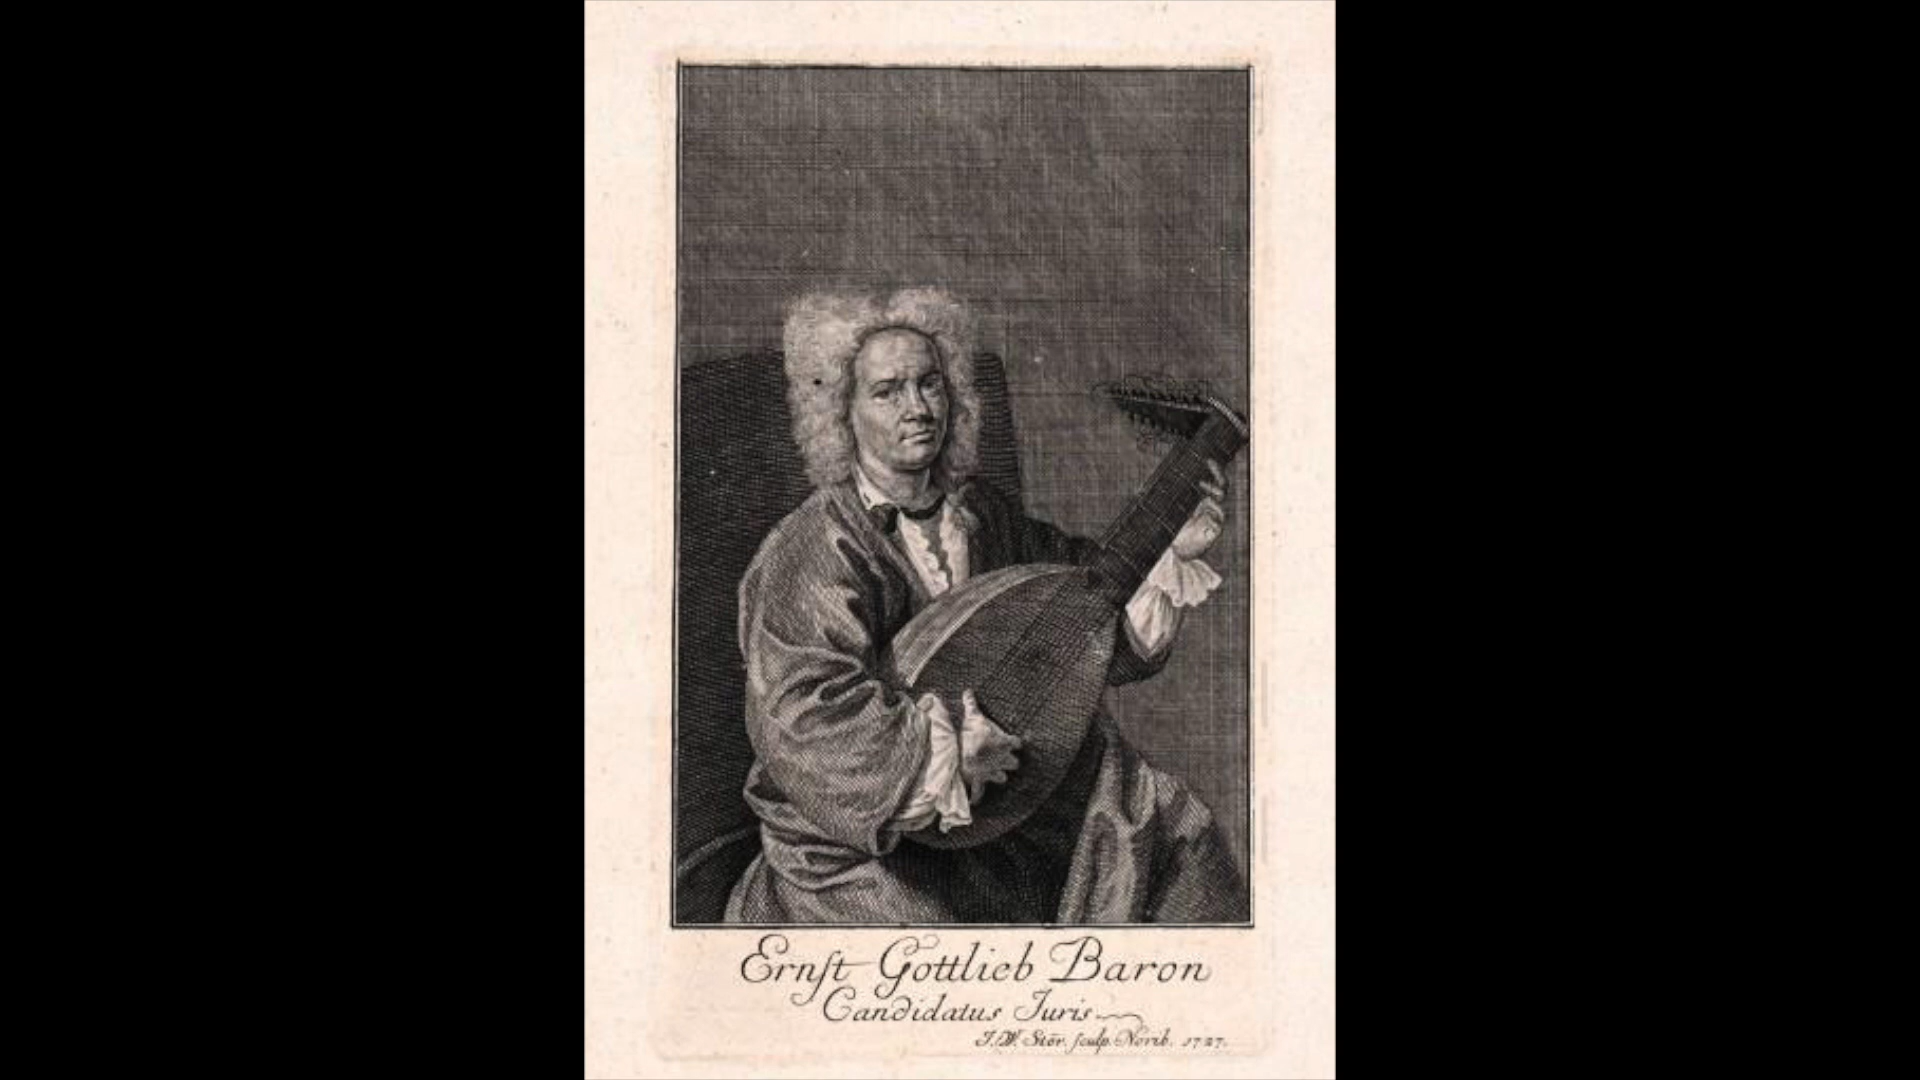 Ernſt Gottlieb Baron
Candidatus Juris
J. W. Stör. ſculp. Norib. 1727.